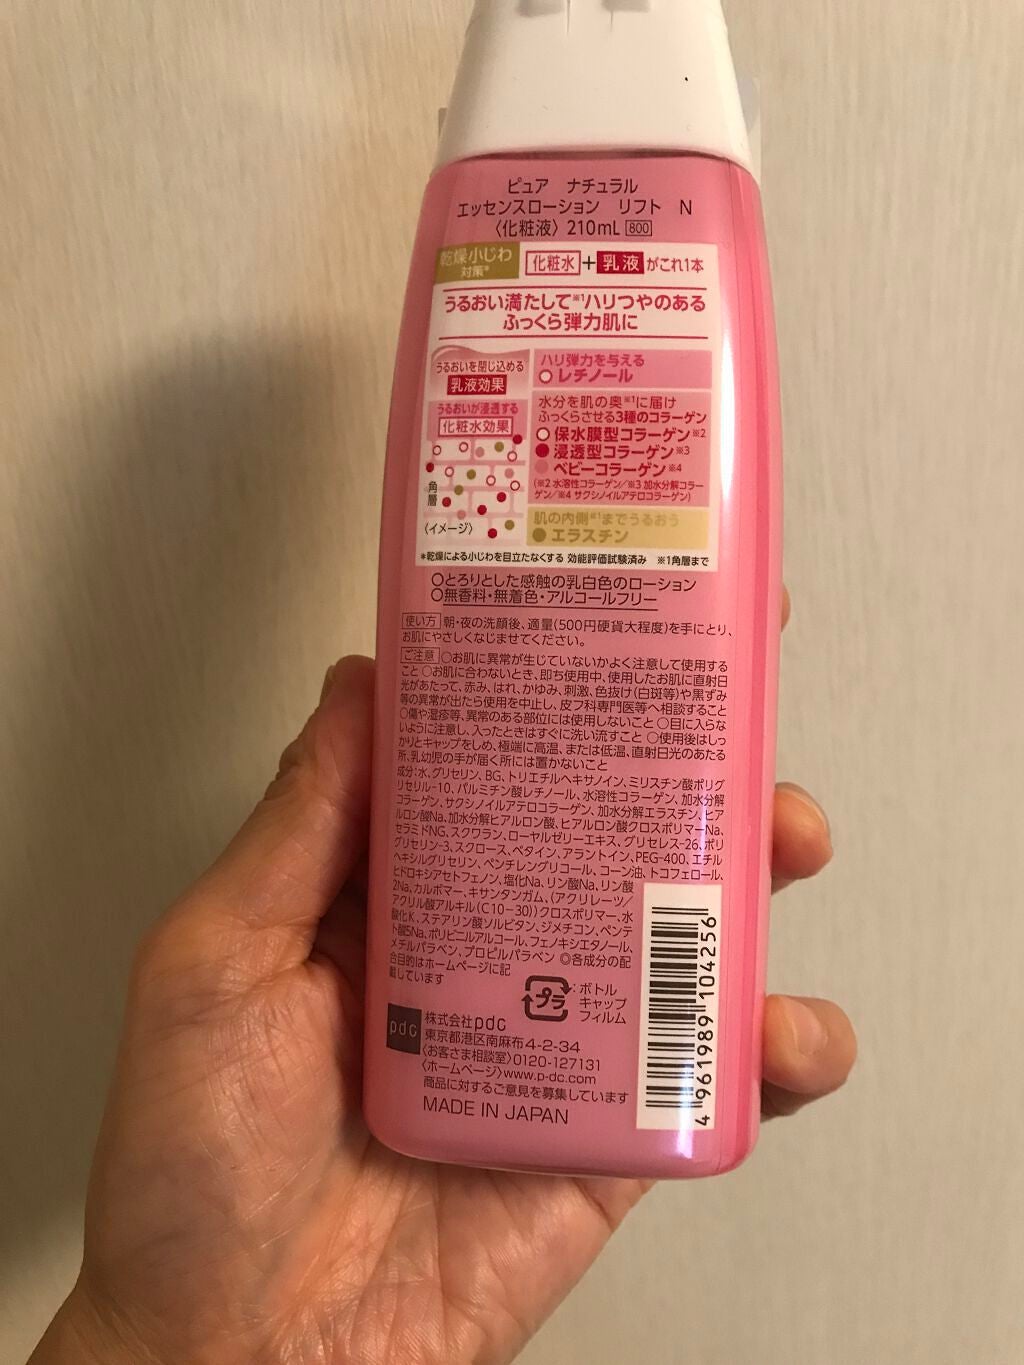 ピュア ナチュラル
エッセンスローション リフト N
〈化粧液〉 210mL 800
乾燥小じわ
対策*
化粧水+乳液がこれ1本
うるおい満たして※1ハリつやのある
ふっくら弾力肌に
うるおいを閉じ込める
乳液効果
うるおいが浸透する
化粧水効果
角層
〈イメージ〉
ハリ弾力を与える
レチノール
水分を肌の奥※1に届け
ふっくらさせる3種のコラーゲン
保水膜型コラーゲン※2
浸透型コラーゲン※3
ベビーコラーゲン※4
(※2 水溶性コラーゲン/※3 加水分解コラー
ゲン/※4 サクシノイルアテロコラーゲン)
肌の内側※1までうるおう
エラスチン
*乾燥による小じわを目立たなくする 効能評価試験済み ※1角層まで
○とろりとした感触の乳白色のローション
○無香料・無着色・アルコールフリー
使い方 朝・夜の洗顔後、適量(500円硬貨大程度)を手にとり、
お肌にやさしくなじませてください。
ご注意 ○お肌に異常が生じていないかよく注意して使用する
こと ○お肌に合わないとき、即ち使用中、使用したお肌に直射日
光があたって、赤み、はれ、かゆみ、刺激、色抜け(白斑等)や黒ずみ
等の異常が出たら使用を中止し、皮フ科専門医等へ相談すること
○傷や湿疹等、異常のある部位には使用しないこと ○目に入らな
いように注意し、入ったときはすぐに洗い流すこと ○使用後はしっ
かりとキャップをしめ、極端に高温、または低温、直射日光のあたる
所、乳幼児の手が届く所には置かないこと
成分:水、グリセリン、BG、トリエチルヘキサノイン、ミリスチン酸ポリグ
リセリル-10、パルミチン酸レチノール、水溶性コラーゲン、加水分解
コラーゲン、サクシノイルアテロコラーゲン、加水分解エラスチン、ヒア
ルロン酸Na、加水分解ヒアルロン酸、ヒアルロン酸クロスポリマーNa、
セラミドNG、スクワラン、ローヤルゼリーエキス、グリセレス-26、ポリ
グリセリン-3、スクロース、ベタイン、アラントイン、PEG-400、エチル
ヘキシルグリセリン、ペンチレングリコール、コーン油、トコフェロール、
ヒドロキシアセトフェノン、塩化Na、リン酸Na、リン酸
2Na、カルボマー、キサンタンガム、(アクリレーツ/
アクリル酸アルキル(C10-30))クロスポリマー、水
酸化K、ステアリン酸ソルビタン、ジメチコン、ペンテ
ト酸5Na、ポリビニルアルコール、フェノキシエタノール、
メチルパラベン、プロピルパラベン ◎各成分の配
合目的はホームページに記
載しています
プラ :ボトル
キャップ
フィルム
pdc 株式会社pdc
東京都港区南麻布4-2-34
〈お客さま相談室〉0120-127131
〈ホームページ〉www.p-dc.com
商品に対するご意見を募集しています
MADE IN JAPAN
4 961989 104256